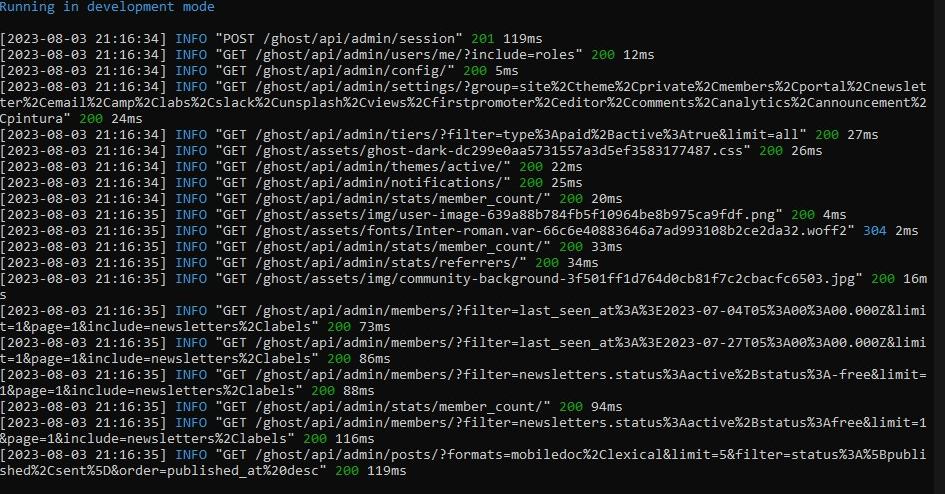 Running in development mode
[2023-08-03 21:16:34] INFO "POST /ghost/api/admin/session" 201 119ms
[2023-08-03 21:16:34] INFO "GET /ghost/api/admin/users/me/?include=roles" 200 12ms
[2023-08-03 21:16:34] INFO "GET /ghost/api/admin/config/" 200 5ms
[2023-08-03 21:16:34] INFO "GET /ghost/api/admin/settings/?group=site%2Ctheme%2Cprivate%2Cmembers%2Cportal%2Cnewslet
ter%2Cemail%2Camp%2Clabs%2Cslack%2Cunsplash%2Cviews%2Cfirstpromoter%2Ceditor%2Ccomments%2Canalytics%2Cannouncement%2
Cpintura" 200 24ms
[2023-08-03 21:16:34] INFO "GET /ghost/api/admin/tiers/?filter=type%3Apaid%2Bactive%3Atrue&limit=all" 200 27ms
[2023-08-03 21:16:34] INFO "GET /ghost/assets/ghost-dark-dc299e0aa5731557a3d5ef3583177487.css" 200 26ms
[2023-08-03 21:16:34] INFO "GET /ghost/api/admin/themes/active/" 200 22ms
[2023-08-03 21:16:34] INFO "GET /ghost/api/admin/notifications/" 200 25ms
[2023-08-03 21:16:34] INFO "GET /ghost/api/admin/stats/member_count/" 200 20ms
[2023-08-03 21:16:35] INFO "GET /ghost/assets/img/user-image-639a88b784fb5f10964be8b975ca9fdf.png" 200 4ms
[2023-08-03 21:16:35] INFO "GET /ghost/assets/fonts/Inter-roman.var-66c6e40883646a7ad993108b2ce2da32.woff2" 304 2ms
[2023-08-03 21:16:35] INFO "GET /ghost/api/admin/stats/member_count/" 200 33ms
[2023-08-03 21:16:35] INFO "GET /ghost/api/admin/stats/referrers/" 200 34ms
[2023-08-03 21:16:35] INFO "GET /ghost/assets/img/community-background-3f501ff1d764d0cb81f7c2cbacfc6503.jpg" 200 16m
s
[2023-08-03 21:16:35] INFO "GET /ghost/api/admin/members/?filter=last_seen_at%3A%3E2023-07-04T05%3A00%3A00.000Z&limi
t=1&page=1&include=newsletters%2Clabels" 200 73ms
[2023-08-03 21:16:35] INFO "GET /ghost/api/admin/members/?filter=last_seen_at%3A%3E2023-07-27T05%3A00%3A00.000Z&limi
t=1&page=1&include=newsletters%2Clabels" 200 86ms
[2023-08-03 21:16:35] INFO "GET /ghost/api/admin/members/?filter=newsletters.status%3Aactive%2Bstatus%3A-free&limit=
1&page=1&include=newsletters%2Clabels" 200 88ms
[2023-08-03 21:16:35] INFO "GET /ghost/api/admin/stats/member_count/" 200 94ms
[2023-08-03 21:16:35] INFO "GET /ghost/api/admin/members/?filter=newsletters.status%3Aactive%2Bstatus%3Afree&limit=1
&page=1&include=newsletters%2Clabels" 200 116ms
[2023-08-03 21:16:35] INFO "GET /ghost/api/admin/posts/?formats=mobiledoc%2Clexical&limit=5&filter=status%3A%5Bpubli
shed%2Csent%5D&order=published_at%20desc" 200 119ms